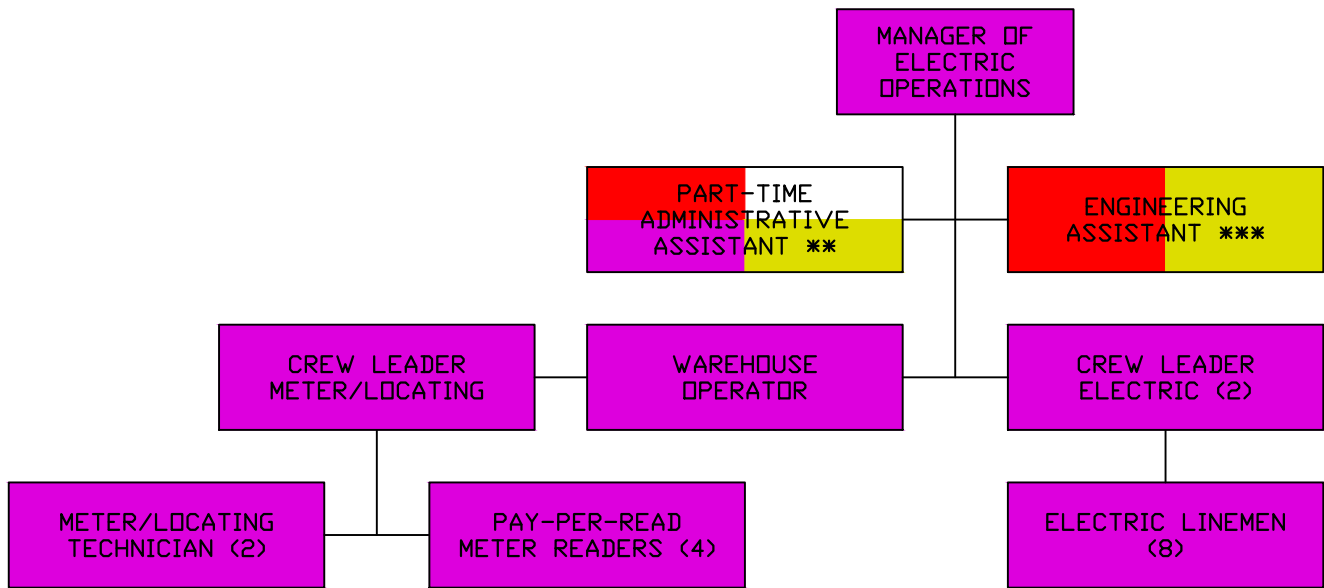 MANAGER OF
ELECTRIC
OPERATIONS
PART-TIME
ADMINISTRATIVE
ASSISTANT **
ENGINEERING
ASSISTANT ***
CREW LEADER
METER/LOCATING
WAREHOUSE
OPERATOR
CREW LEADER
ELECTRIC (2)
METER/LOCATING
TECHNICIAN (2)
PAY-PER-READ
METER READERS (4)
ELECTRIC LINEMEN
(8)